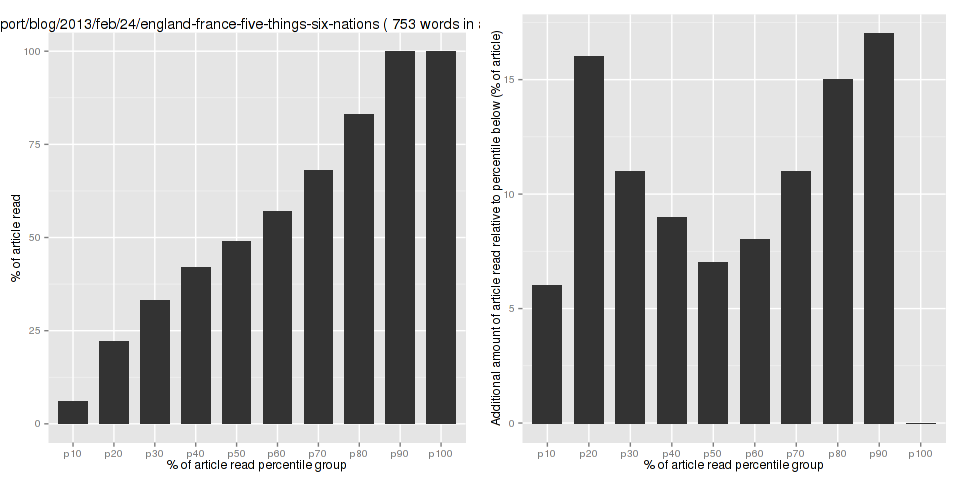 port/blog/2013/feb/24/england-france-five-things-six-nations ( 753 words in
% of article read
100
75
50
25
0
p10 p20 p30 p40 p50 p60 p70 p80 p90 p100
% of article read percentile group
Additional amount of article read relative to percentile below (% of article)
15
10
5
0
p10 p20 p30 p40 p50 p60 p70 p80 p90 p100
% of article read percentile group